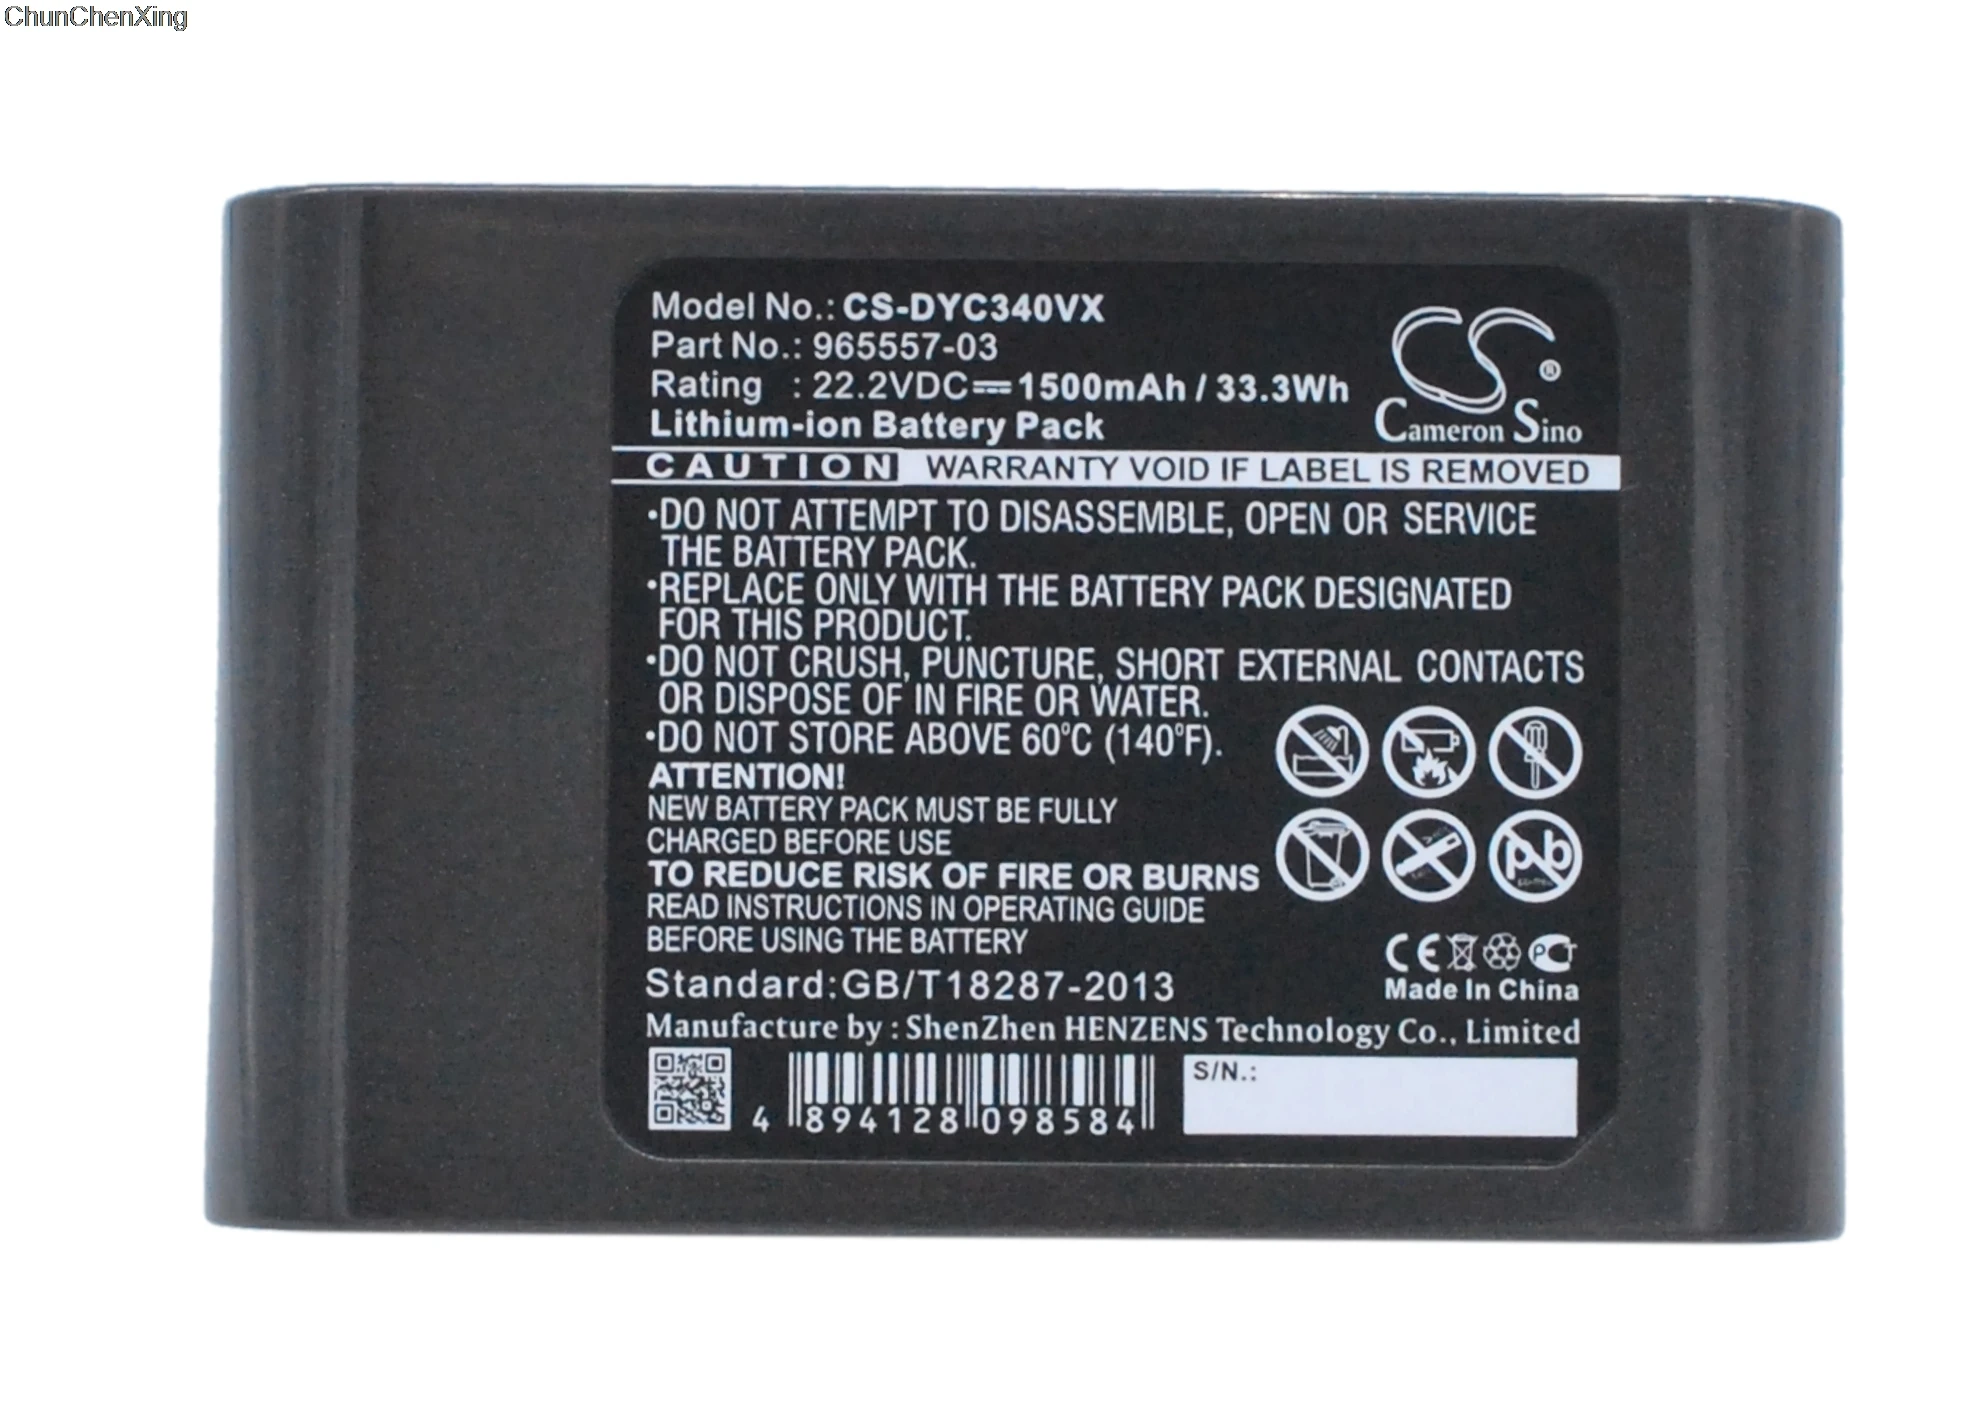 ChunChenXing
Model No.: CS-DYC340VX
Part No.: 965557-03
Rating : 22.2VDC⎓1500mAh / 33.3Wh
Lithium-ion Battery Pack
CS®
Cameron Sino
CAUTION WARRANTY VOID IF LABEL IS REMOVED
•DO NOT ATTEMPT TO DISASSEMBLE, OPEN OR SERVICE
THE BATTERY PACK.
•REPLACE ONLY WITH THE BATTERY PACK DESIGNATED
FOR THIS PRODUCT.
•DO NOT CRUSH, PUNCTURE, SHORT EXTERNAL CONTACTS
OR DISPOSE OF IN FIRE OR WATER.
•DO NOT STORE ABOVE 60°C (140°F).
ATTENTION!
NEW BATTERY PACK MUST BE FULLY
CHARGED BEFORE USE
TO REDUCE RISK OF FIRE OR BURNS
READ INSTRUCTIONS IN OPERATING GUIDE
BEFORE USING THE BATTERY
Pb
CE PCT
Made In China
Standard:GB/T18287-2013
Manufacture by : ShenZhen HENZENS Technology Co., Limited
4 894128 098584
S/N.: